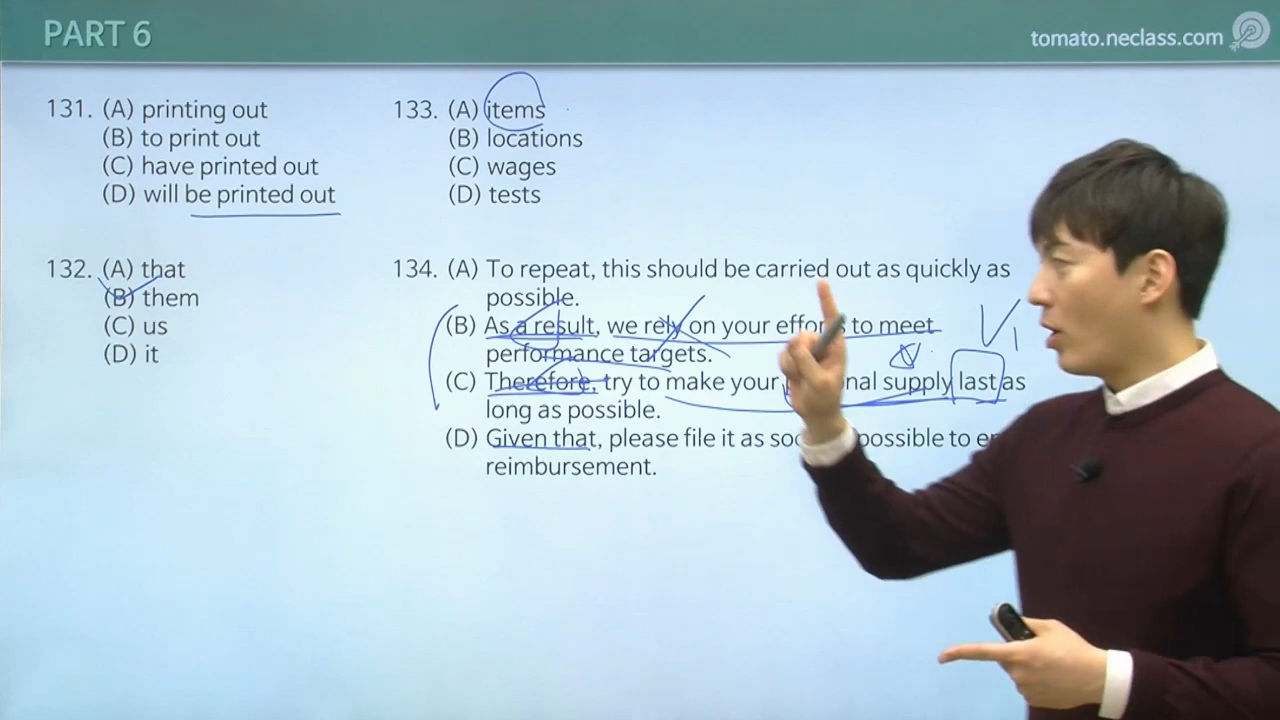 PART 6
tomato.neclass.com
131. (A) printing out
(B) to print out
(C) have printed out
(D) will be printed out
132. (A) that
(B) them
(C) us
(D) it
133. (A) items
(B) locations
(C) wages
(D) tests
134. (A) To repeat, this should be carried out as quickly as
possible.
(B) As a result, we rely on your efforts to meet
performance targets.
(C) Therefore, try to make your supply last as
long as possible.
(D) Given that, please file it as possible to
reimbursement.